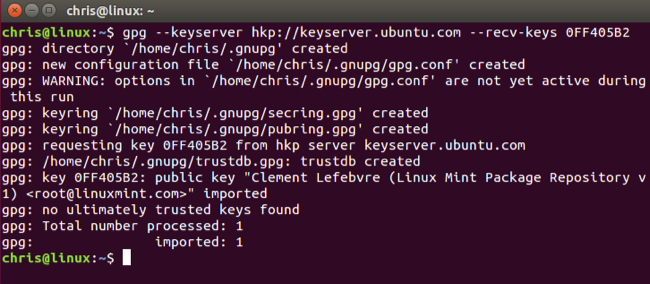 chris@linux: ~
chris@linux:~$ gpg --keyserver hkp://keyserver.ubuntu.com --recv-keys 0FF405B2
gpg: directory `/home/chris/.gnupg' created
gpg: new configuration file `/home/chris/.gnupg/gpg.conf' created
gpg: WARNING: options in `/home/chris/.gnupg/gpg.conf' are not yet active during
 this run
gpg: keyring `/home/chris/.gnupg/secring.gpg' created
gpg: keyring `/home/chris/.gnupg/pubring.gpg' created
gpg: requesting key 0FF405B2 from hkp server keyserver.ubuntu.com
gpg: /home/chris/.gnupg/trustdb.gpg: trustdb created
gpg: key 0FF405B2: public key "Clement Lefebvre (Linux Mint Package Repository v
1) <root@linuxmint.com>" imported
gpg: no ultimately trusted keys found
gpg: Total number processed: 1
gpg:               imported: 1
chris@linux:~$